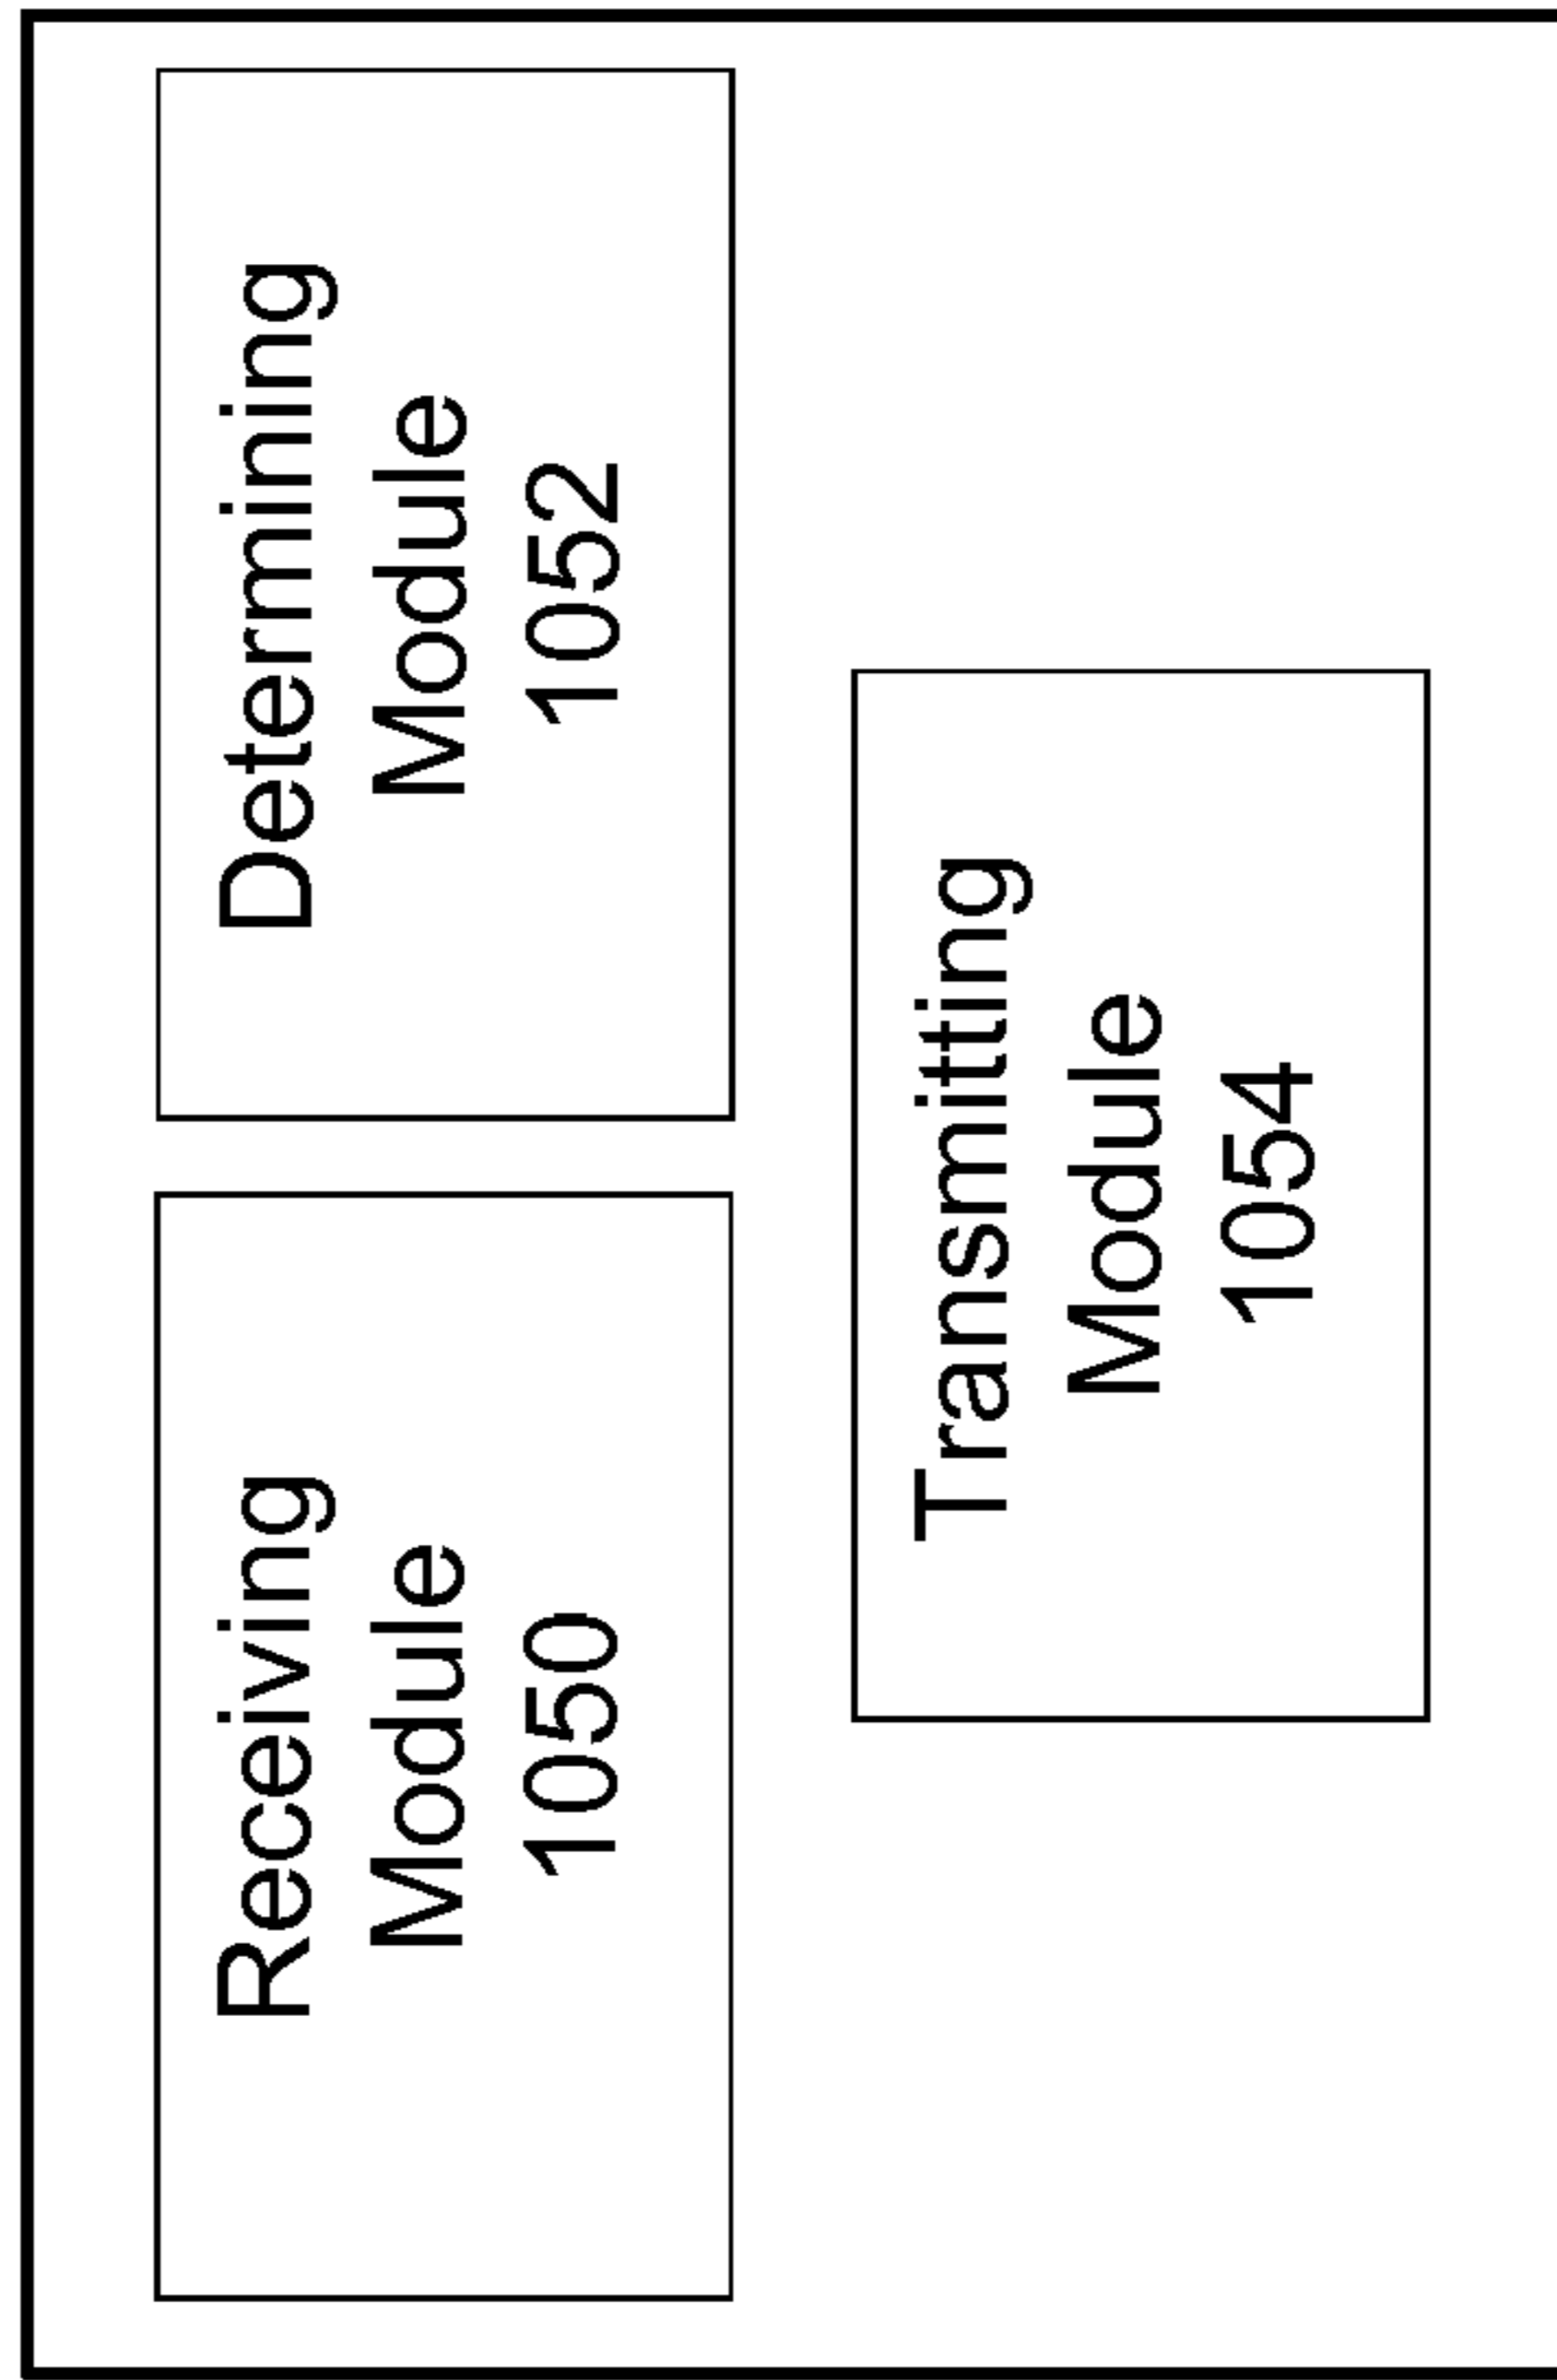 Receiving
Module
1050
Determining
Module
1052
Transmitting
Module
1054